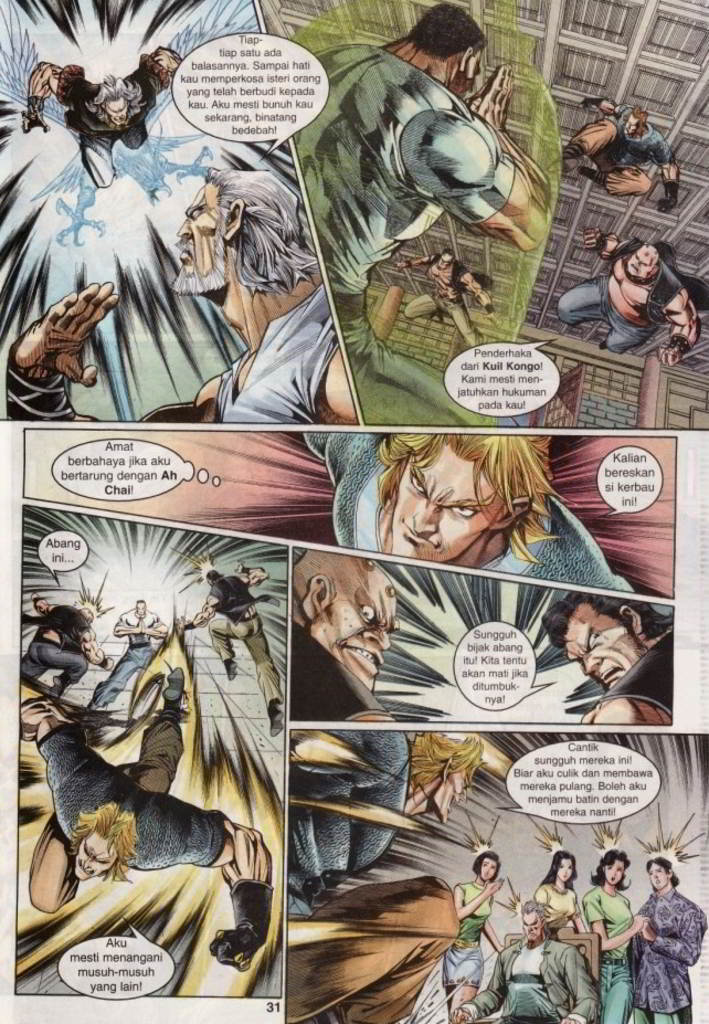 Tiap-
tiap satu ada
balasannya. Sampai hati
kau memperkosa isteri orang
yang telah berbudi kepada
kau. Aku mesti bunuh kau
sekarang, binatang
bedebah!
Penderhaka
dari Kuil Kongo!
Kami mesti men-
jatuhkan hukuman
pada kau!
Amat
berbahaya jika aku
bertarung dengan Ah
Chai!
Kalian
bereskan
si kerbau
ini!
Abang
ini...
Sungguh
bijak abang
itu! Kita tentu
akan mati jika
ditumbuk-
nya!
Aku
mesti menangani
musuh-musuh
yang lain!
Cantik
sungguh mereka ini!
Biar aku culik dan membawa
mereka pulang. Boleh aku
menjamu batin dengan
mereka nanti!
31